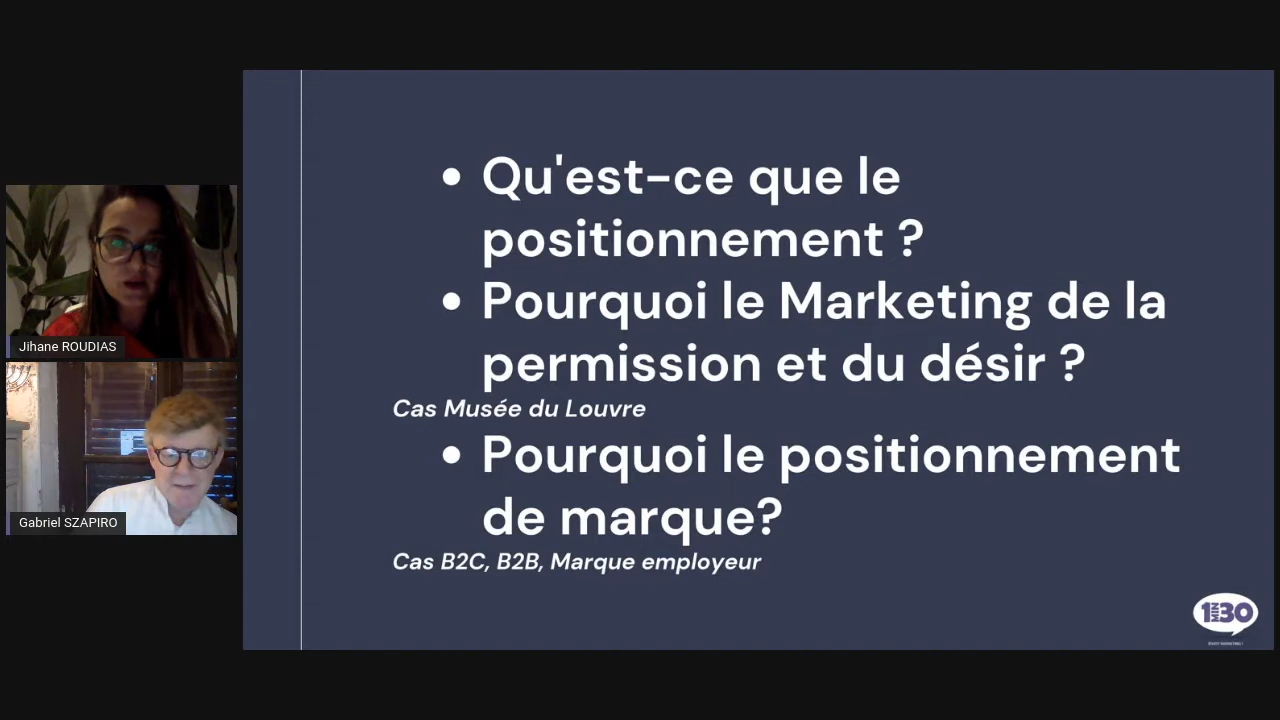 Qu'est-ce que le
positionnement ?
Pourquoi le Marketing de la
permission et du désir ?
Cas Musée du Louvre
Pourquoi le positionnement
de marque?
Cas B2C, B2B, Marque employeur
Jihane ROUDIAS
Gabriel SZAPIRO
1MIN30